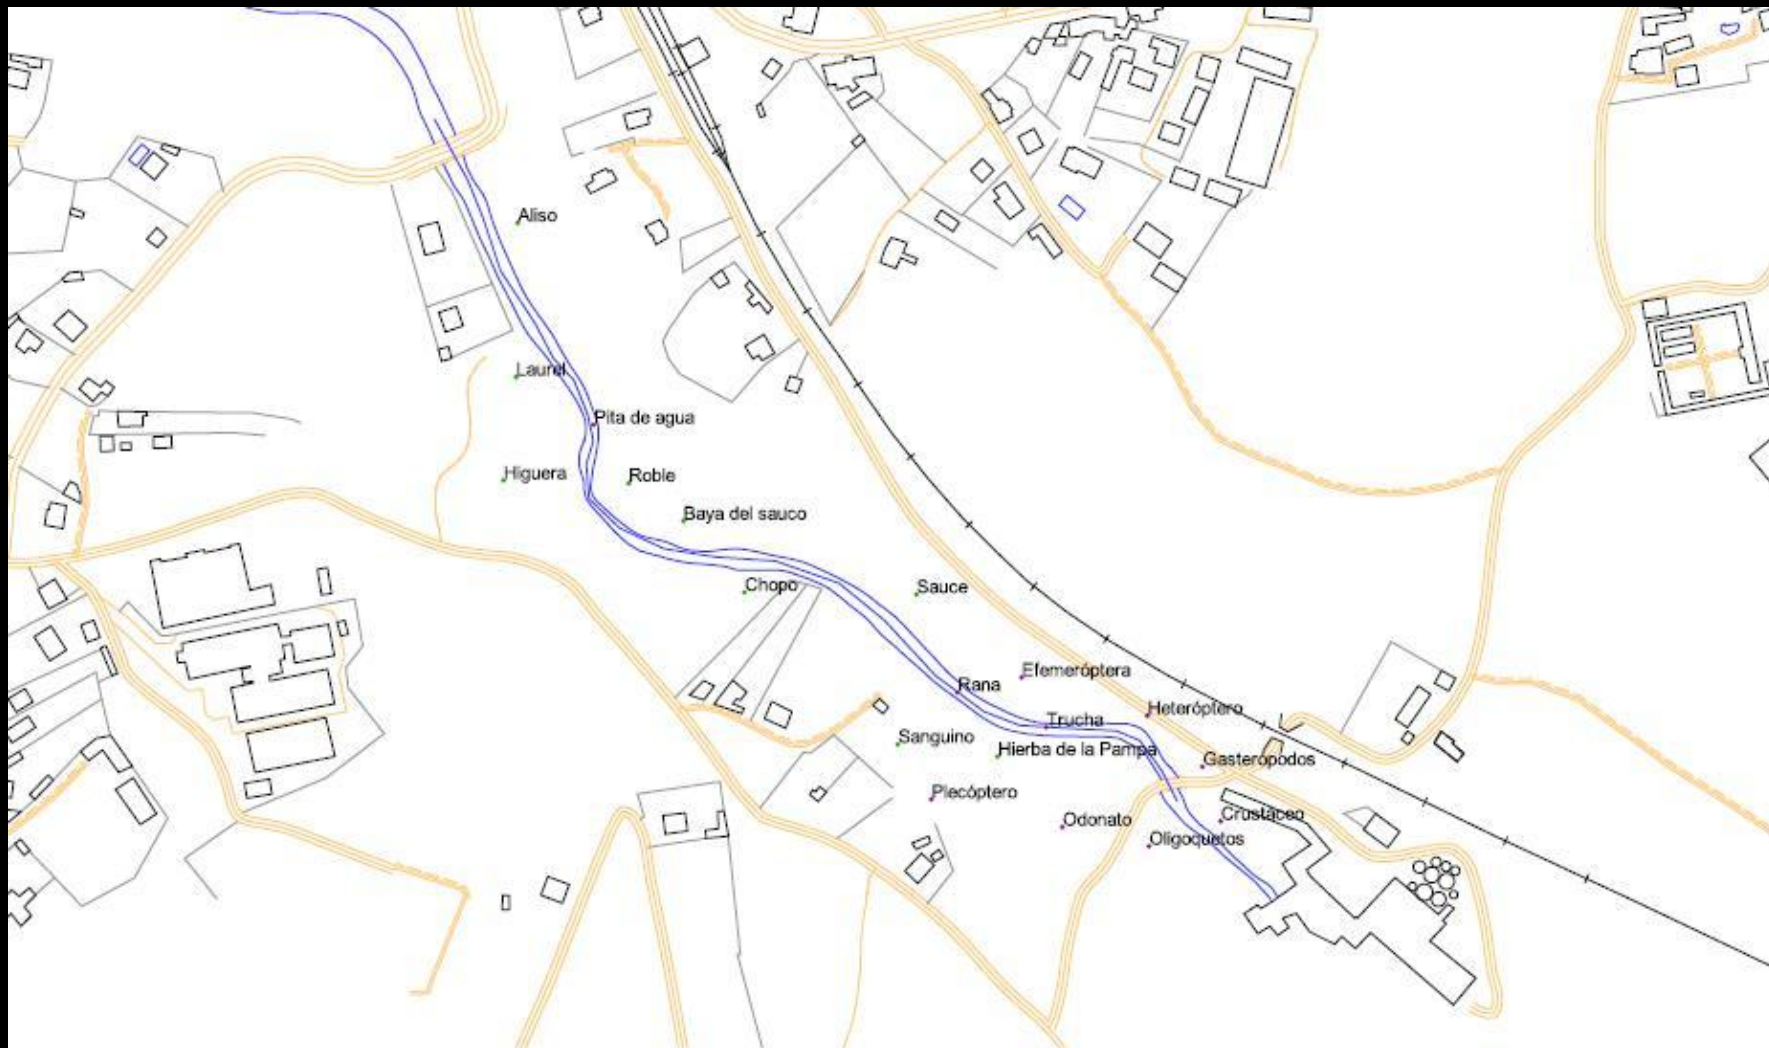 Aliso
Laurel
Pita de agua
Higuera
Roble
Baya del sauco
Chopo
Sauce
Efemeróptera
Rana
Heteróptero
Trucha
Sanguino
Hierba de la Pampa
Gasterópodos
Plecóptero
Odonato
Crustáceo
Oligoquetos